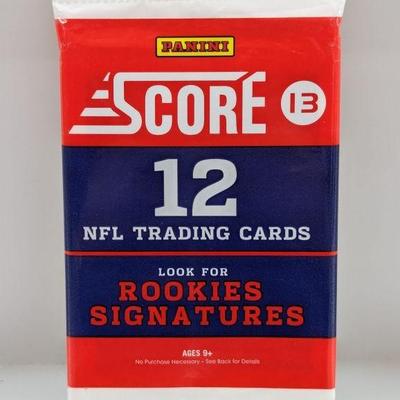 PANINI
SCORE 13
12
NFL TRADING CARDS
LOOK FOR
ROOKIES
SIGNATURES
AGES 9+
No Purchase Necessary – See Back for Details